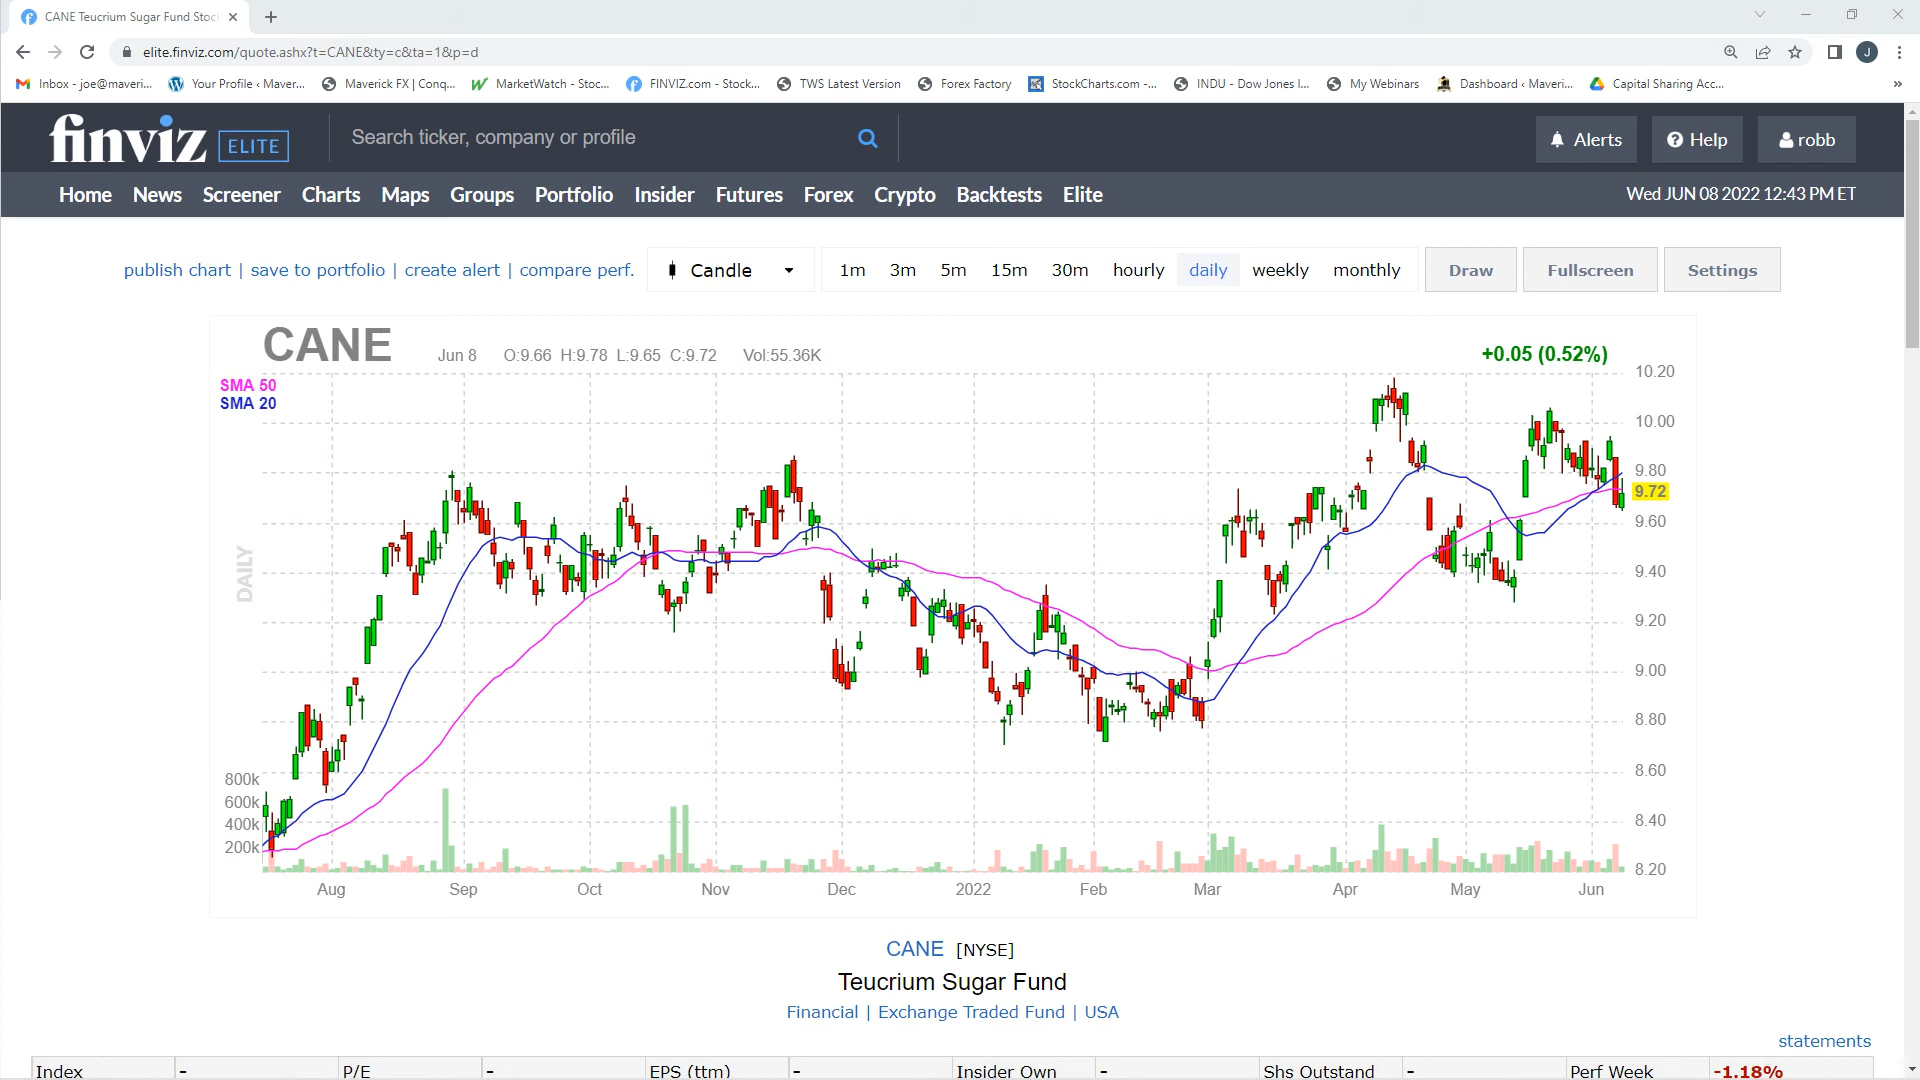 CANE Teucrium Sugar Fund Stoc
elite.finviz.com/quote.ashx?t=CANE&ty=c&ta=1&p=d
J
Inbox - joe@maveri... Your Profile ‹ Maver... Maverick FX | Conq... MarketWatch - Stoc... FINVIZ.com - Stock... TWS Latest Version Forex Factory StockCharts.com -... INDU - Dow Jones I... My Webinars Dashboard ‹ Maveri... Capital Sharing Acc... »
finviz ELITE Search ticker, company or profile Alerts Help robb
Home News Screener Charts Maps Groups Portfolio Insider Futures Forex Crypto Backtests Elite Wed JUN 08 2022 12:43 PM ET
publish chart | save to portfolio | create alert | compare perf. Candle 1m 3m 5m 15m 30m hourly daily weekly monthly Draw Fullscreen Settings
CANE Jun 8 O:9.66 H:9.78 L:9.65 C:9.72 Vol:55.36K +0.05 (0.52%)
SMA 50
SMA 20
DAILY
10.20
10.00
9.80
9.72
9.60
9.40
9.20
9.00
8.80
8.60
8.40
8.20
800k
600k
400k
200k
Aug Sep Oct Nov Dec 2022 Feb Mar Apr May Jun
CANE [NYSE]
Teucrium Sugar Fund
Financial | Exchange Traded Fund | USA
statements
Index - P/E - EPS (ttm) - Insider Own - Shs Outstand - Perf Week -1.18%